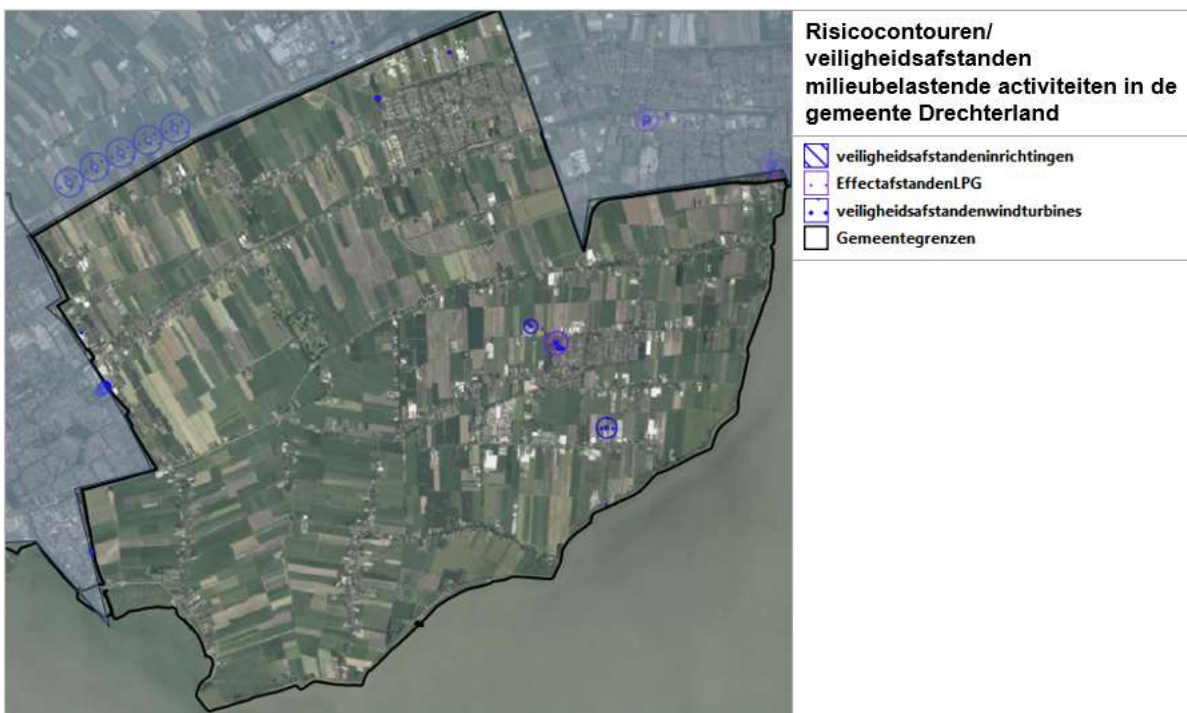 Risicocontouren/
veiligheidsafstanden
milieubelastende activiteiten in de
gemeente Drechterland
veiligheidsafstandeninrichtingen
EffectafstandenLPG
veiligheidsafstandenwindturbines
Gemeentegrenzen